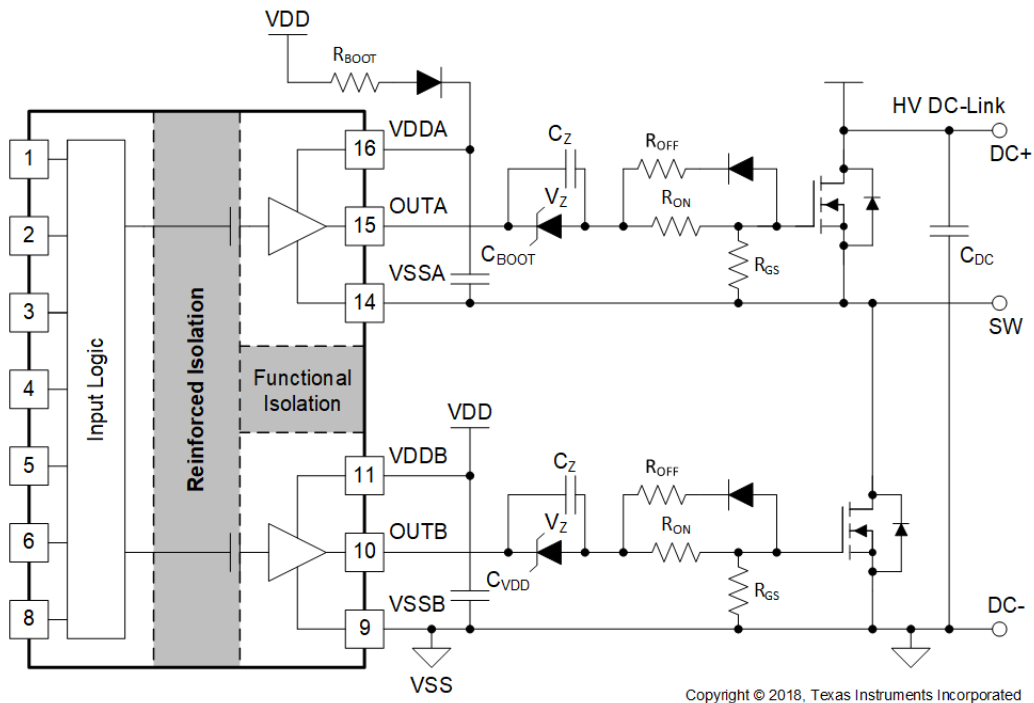 VDD
RBOOT
HV DC-Link
DC+
1
2
3
4
5
6
8
Input Logic
Reinforced Isolation
Functional
Isolation
16
VDDA
15
OUTA
VSSA
14
CZ
VZ
CBOOT
ROFF
RON
RGS
CDC
SW
VDD
11
VDDB
10
OUTB
VSSB
9
CZ
VZ
CVDD
ROFF
RON
RGS
DC-
VSS
Copyright © 2018, Texas Instruments Incorporated